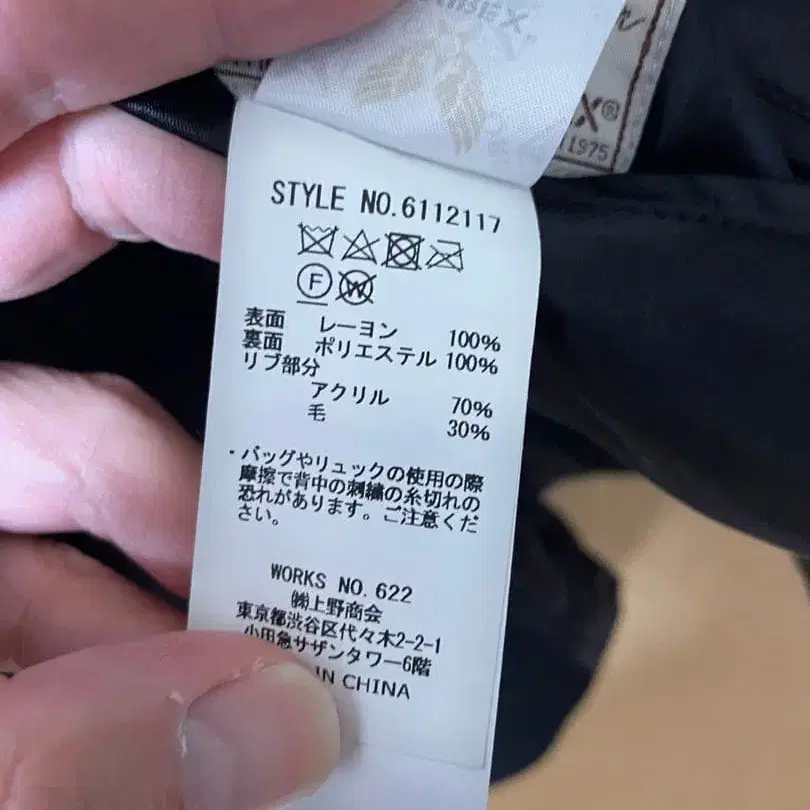 X®
1975
STYLE NO.6112117
F
W
表面 レーヨン 100%
裏面 ポリエステル 100%
リブ部分
アクリル 70%
毛 30%
・バッグやリュックの使用の際
摩擦で背中の刺繍の糸切れの
恐れがあります。ご注意くだ
さい。
WORKS NO.622
㈱上野商会
東京都渋谷区代々木2-2-1
小田急サザンタワー6階
IN CHINA